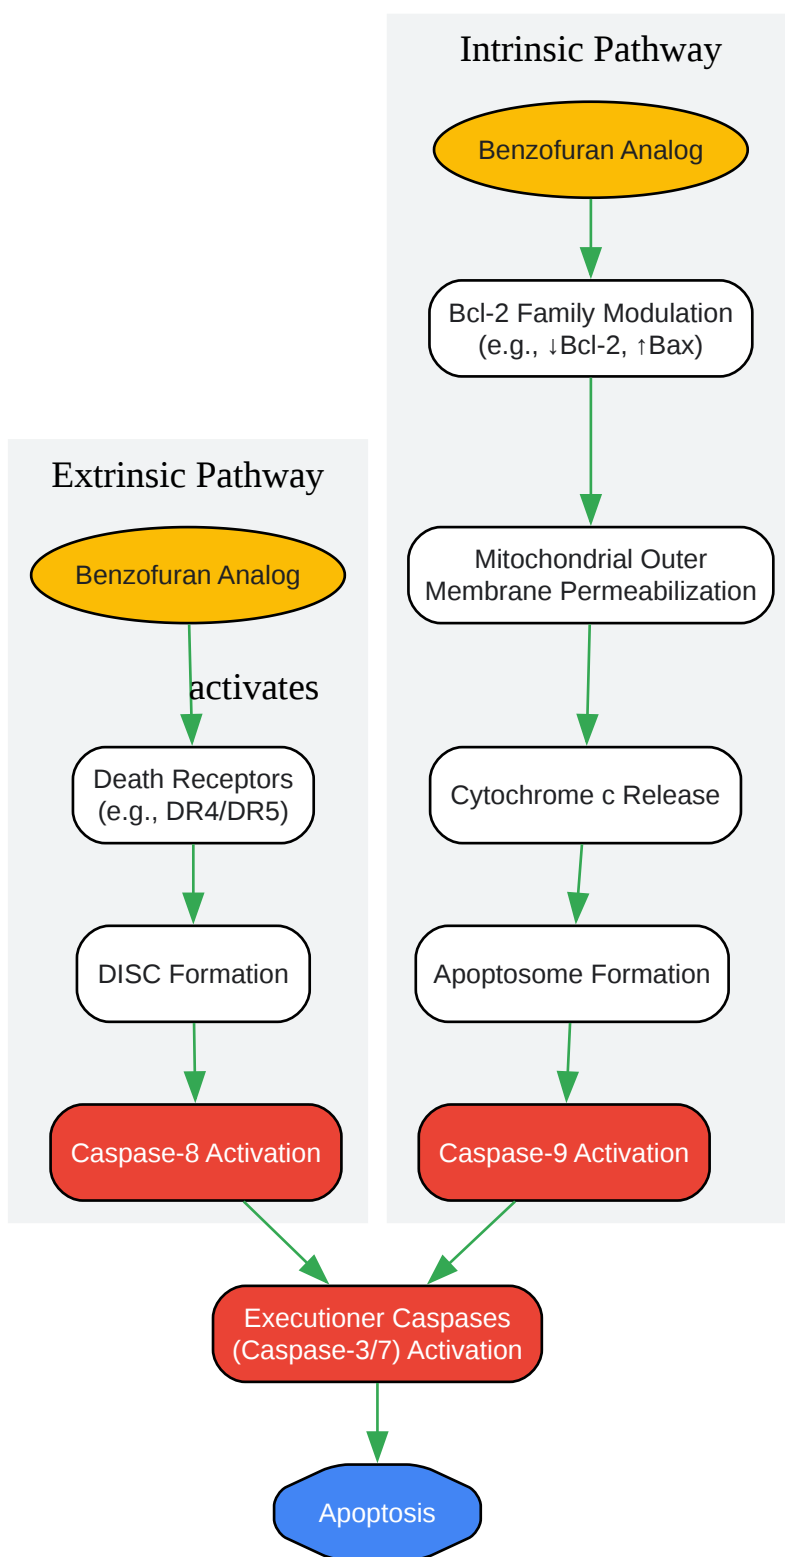 Intrinsic Pathway
Benzofuran Analog
Bcl-2 Family Modulation
(e.g., ↓Bcl-2, ↑Bax)
Mitochondrial Outer
Membrane Permeabilization
Cytochrome c Release
Apoptosome Formation
Caspase-9 Activation
Extrinsic Pathway
Benzofuran Analog
activates
Death Receptors
(e.g., DR4/DR5)
DISC Formation
Caspase-8 Activation
Executioner Caspases
(Caspase-3/7) Activation
Apoptosis